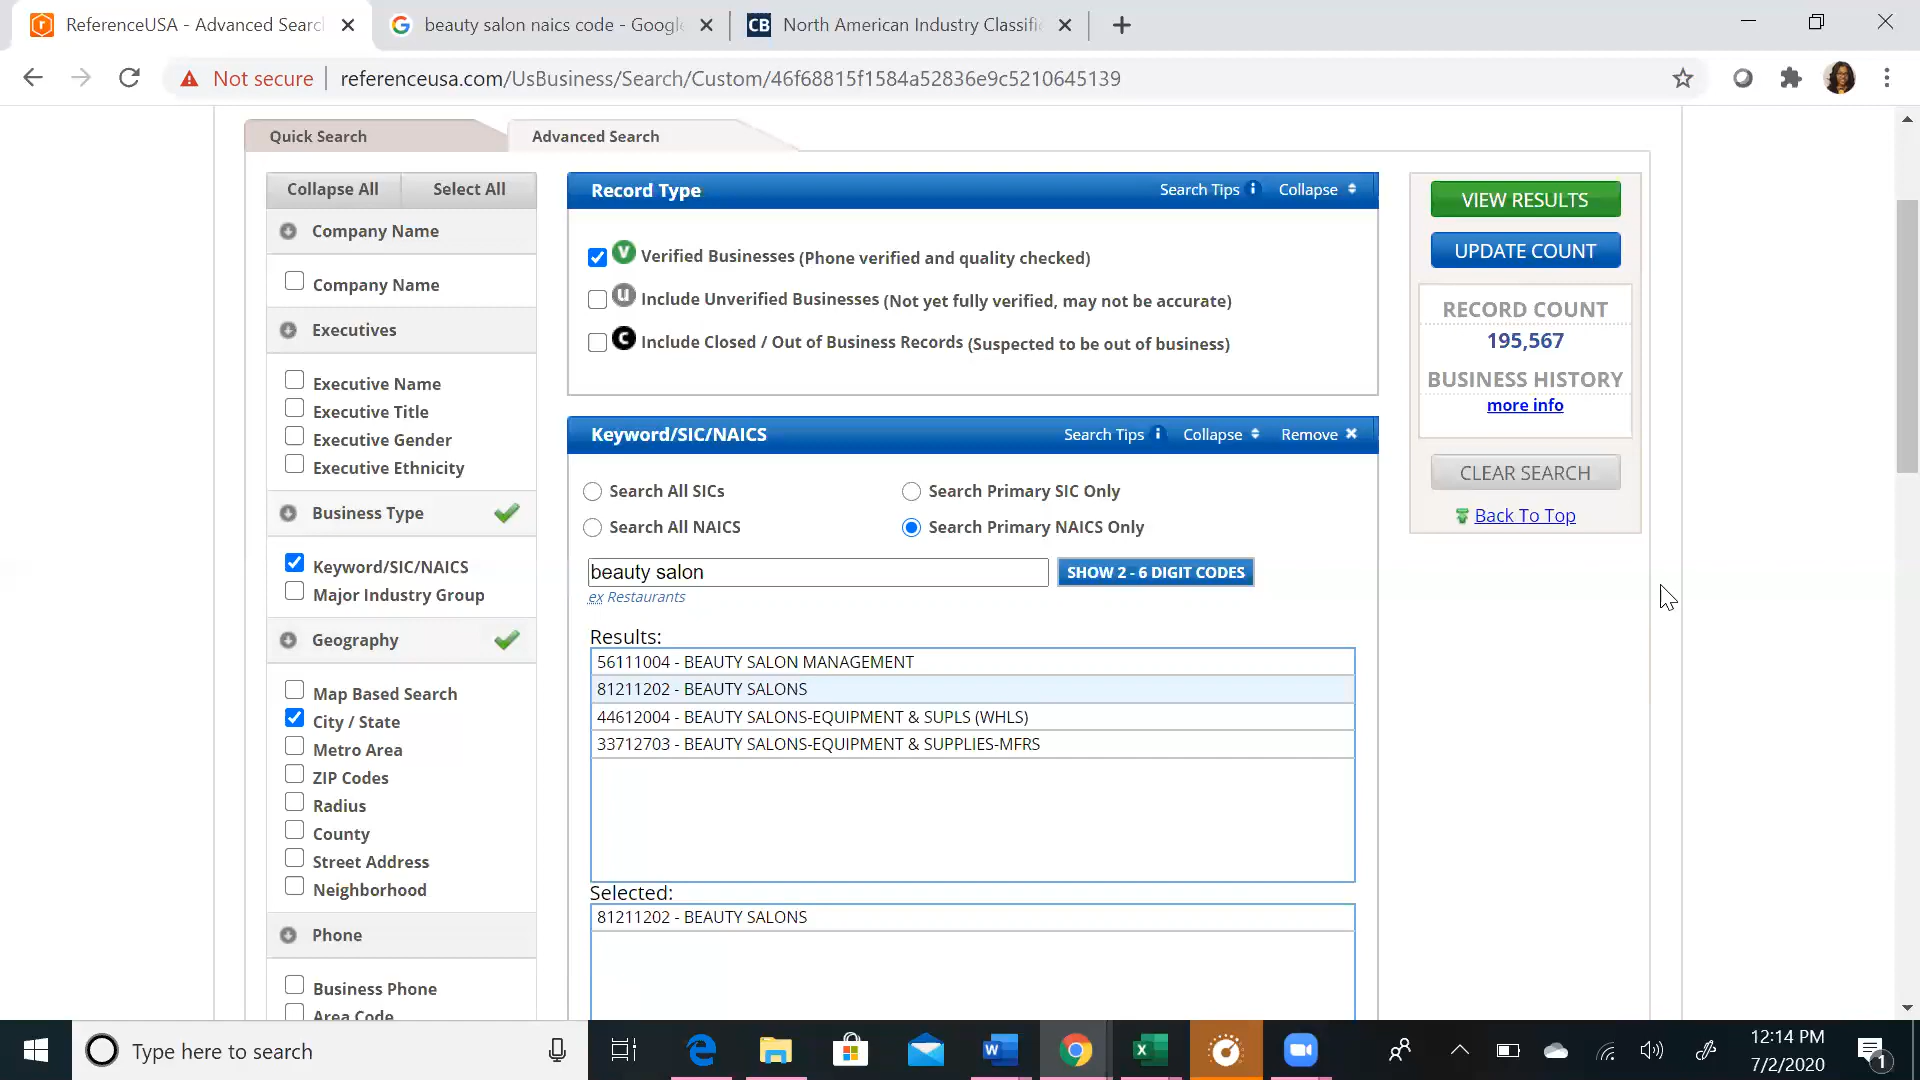 ReferenceUSA - Advanced Searc
beauty salon naics code - Google
CB North American Industry Classific
Not secure
referenceusa.com/UsBusiness/Search/Custom/46f68815f1584a52836e9c5210645139
Quick Search
Advanced Search
Collapse All
Select All
Company Name
Company Name
Executives
Executive Name
Executive Title
Executive Gender
Executive Ethnicity
Business Type
Keyword/SIC/NAICS
Major Industry Group
Geography
Map Based Search
City / State
Metro Area
ZIP Codes
Radius
County
Street Address
Neighborhood
Phone
Business Phone
Area Code
Record Type
Search Tips i
Collapse
V Verified Businesses (Phone verified and quality checked)
U Include Unverified Businesses (Not yet fully verified, may not be accurate)
C Include Closed / Out of Business Records (Suspected to be out of business)
Keyword/SIC/NAICS
Search Tips i
Collapse
Remove
Search All SICs
Search Primary SIC Only
Search All NAICS
Search Primary NAICS Only
beauty salon
SHOW 2 - 6 DIGIT CODES
ex Restaurants
Results:
56111004 - BEAUTY SALON MANAGEMENT
81211202 - BEAUTY SALONS
44612004 - BEAUTY SALONS-EQUIPMENT & SUPLS (WHLS)
33712703 - BEAUTY SALONS-EQUIPMENT & SUPPLIES-MFRS
Selected:
81211202 - BEAUTY SALONS
VIEW RESULTS
UPDATE COUNT
RECORD COUNT
195,567
BUSINESS HISTORY
more info
CLEAR SEARCH
Back To Top
Type here to search
12:14 PM
7/2/2020
1